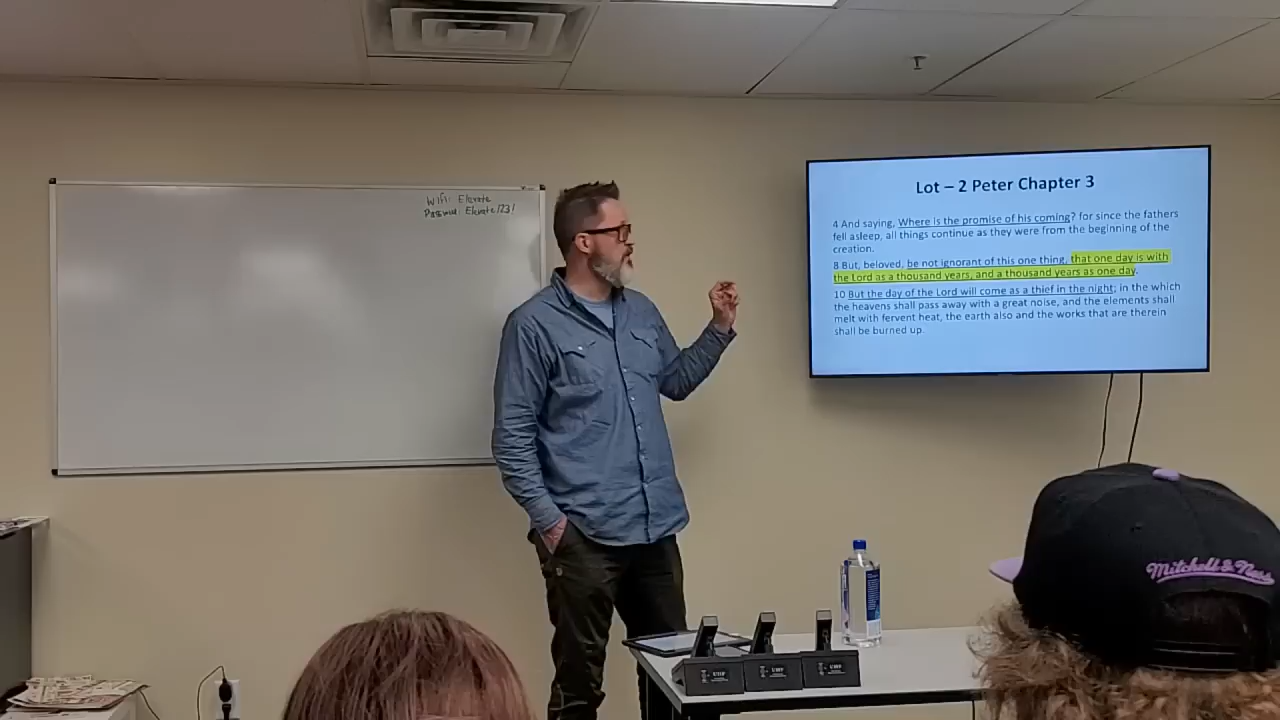 WIFI: Elevate
Lot – 2 Peter Chapter 3
4 And saying, Where is the promise of his coming? for since the fathers
fell asleep, all things continue as they were from the beginning of the
creation.
8 But, beloved, be not ignorant of this one thing, that one day is with
the Lord as a thousand years, and a thousand years as one day.
10 But the day of the Lord will come as a thief in the night; in the which
the heavens shall pass away with a great noise, and the elements shall
melt with fervent heat, the earth also and the works that are therein
shall be burned up.
Mitchell & Ness